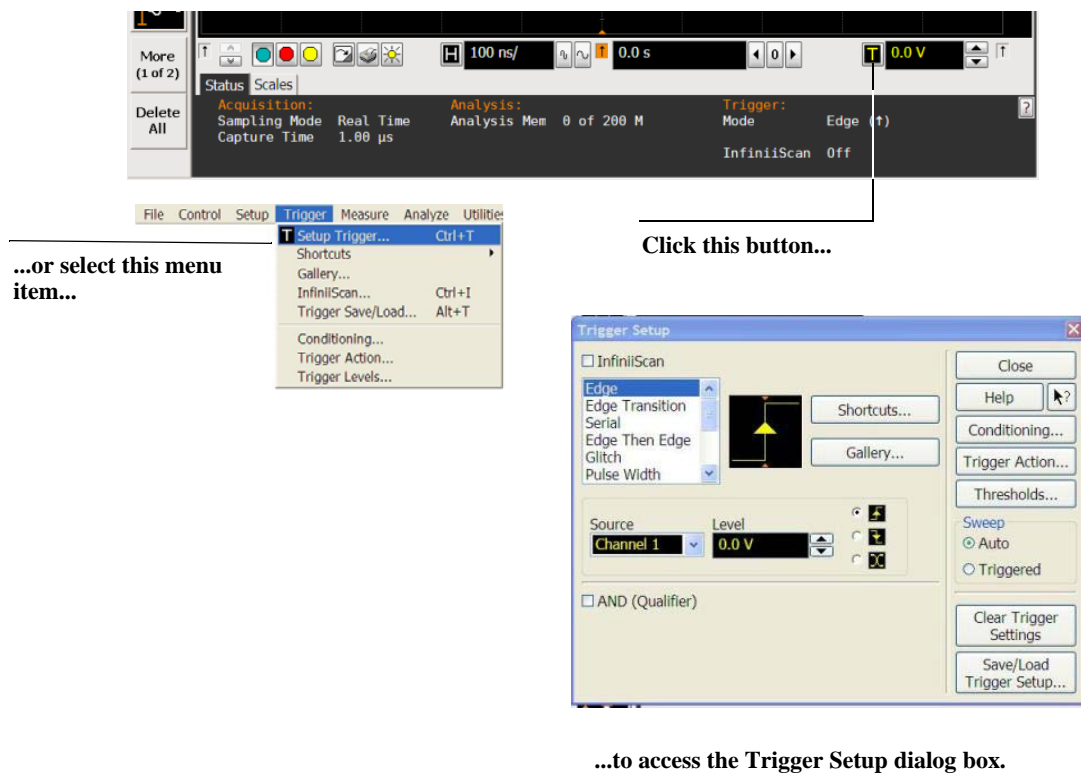 More
(1 of 2)
Delete
All
H 100 ns/ 0.0 s 0 T 0.0 V
Status Scales
Acquisition: Analysis: Trigger:
Sampling Mode Real Time Analysis Mem 0 of 200 M Mode Edge (↑)
Capture Time 1.00 µs
InfiniiScan Off
?
File Control Setup Trigger Measure Analyze Utilities
T Setup Trigger... Ctrl+T
Shortcuts
Gallery...
InfiniiScan... Ctrl+I
Trigger Save/Load... Alt+T
Conditioning...
Trigger Action...
Trigger Levels...
...or select this menu
item...
Click this button...
Trigger Setup
InfiniiScan
Edge
Edge Transition
Serial
Edge Then Edge
Glitch
Pulse Width
Shortcuts...
Gallery...
Source Level
Channel 1 0.0 V
AND (Qualifier)
Close
Help ?
Conditioning...
Trigger Action...
Thresholds...
Sweep
Auto
Triggered
Clear Trigger
Settings
Save/Load
Trigger Setup...
...to access the Trigger Setup dialog box.